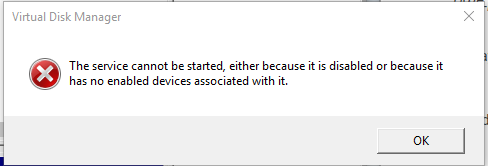 Virtual Disk Manager
The service cannot be started, either because it is disabled or because it
has no enabled devices associated with it.
OK